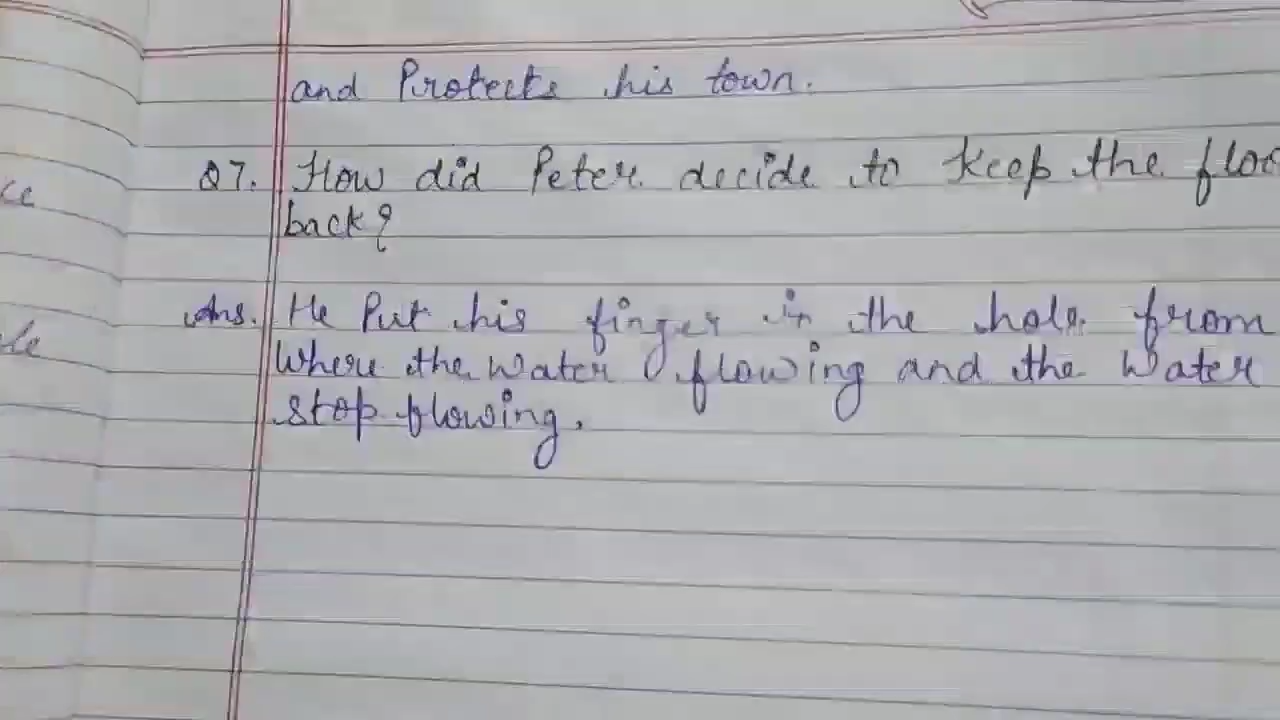 and Protects his town.
Q7. How did Peter decide to keep the floo
back?
Ans. He Put his finger in the hole from
Where the Water flowing and the Water
stop flowing.